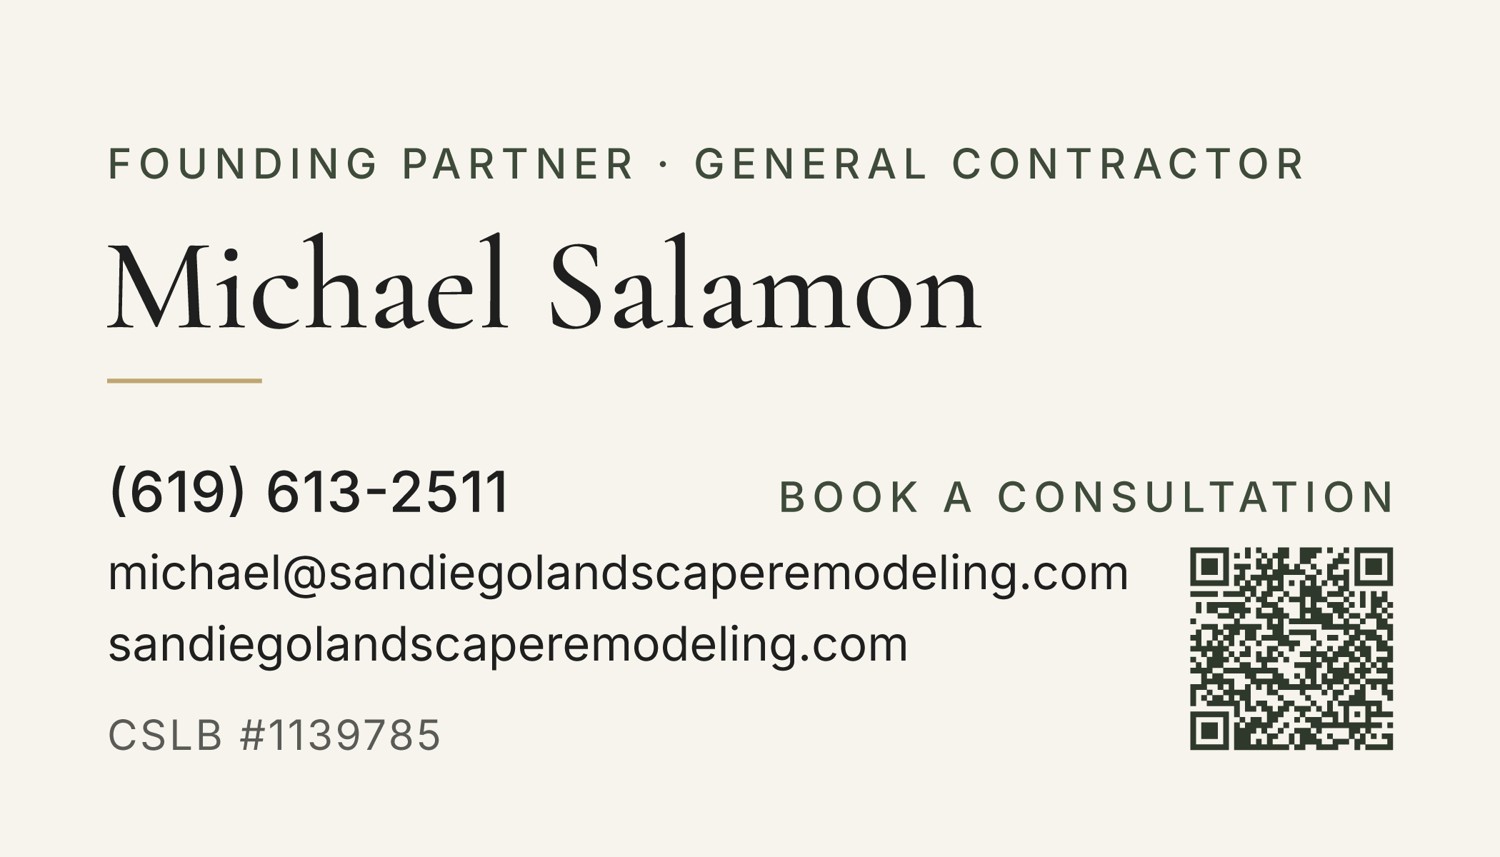 FOUNDING PARTNER · GENERAL CONTRACTOR
Michael Salamon
(619) 613-2511
michael@sandiegolandscaperemodeling.com
sandiegolandscaperemodeling.com
CSLB #1139785
BOOK A CONSULTATION